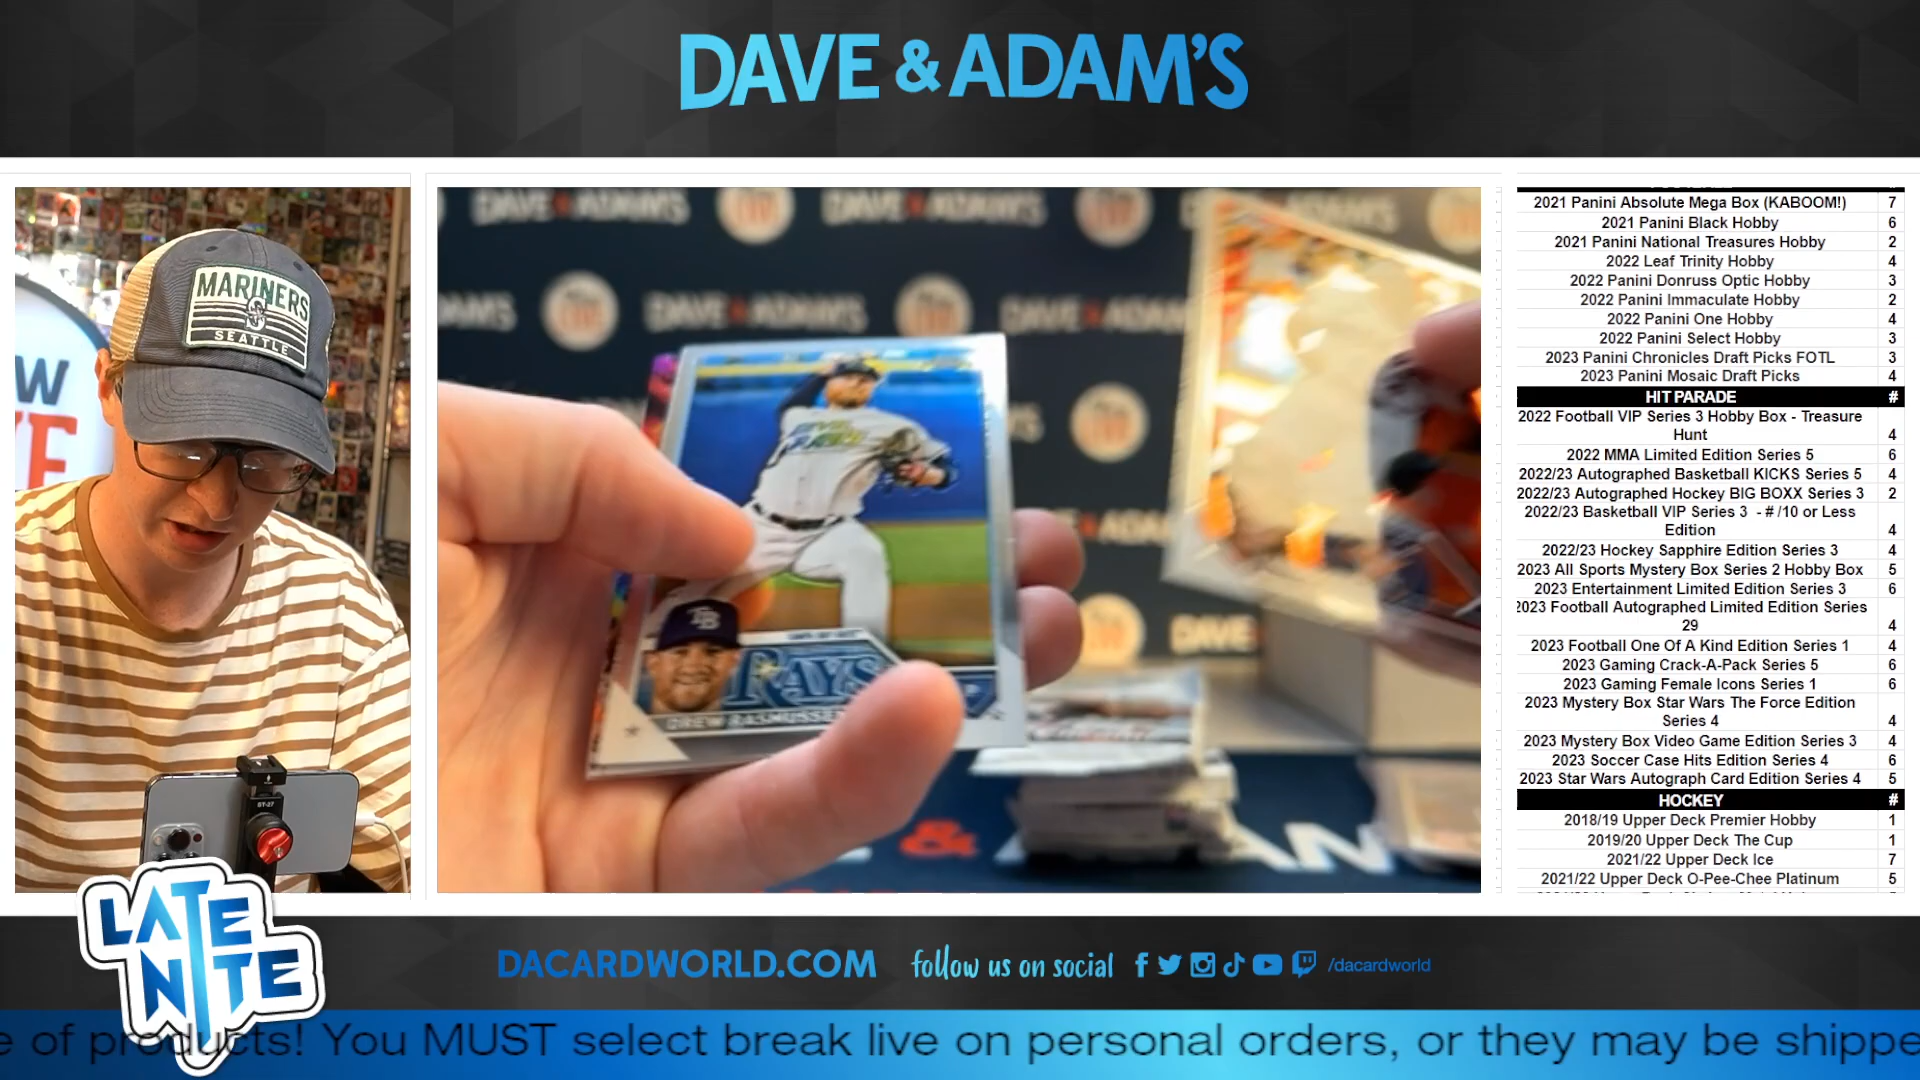 DAVE & ADAM'S
MARINERS
SEATTLE
DAVE & ADAM'S
DAVE & ADAM'S
TB
RAYS
DREW RASMUSSE
ST-27
2021 Panini Absolute Mega Box (KABOOM!) 7
2021 Panini Black Hobby 6
2021 Panini National Treasures Hobby 2
2022 Leaf Trinity Hobby 4
2022 Panini Donruss Optic Hobby 3
2022 Panini Immaculate Hobby 2
2022 Panini One Hobby 4
2022 Panini Select Hobby 3
2023 Panini Chronicles Draft Picks FOTL 3
2023 Panini Mosaic Draft Picks 4
HIT PARADE #
2022 Football VIP Series 3 Hobby Box - Treasure
Hunt 4
2022 MMA Limited Edition Series 5 6
2022/23 Autographed Basketball KICKS Series 5 4
2022/23 Autographed Hockey BIG BOXX Series 3 2
2022/23 Basketball VIP Series 3 - # /10 or Less
Edition 4
2022/23 Hockey Sapphire Edition Series 3 4
2023 All Sports Mystery Box Series 2 Hobby Box 5
2023 Entertainment Limited Edition Series 3 6
2023 Football Autographed Limited Edition Series
29 4
2023 Football One Of A Kind Edition Series 1 4
2023 Gaming Crack-A-Pack Series 5 6
2023 Gaming Female Icons Series 1 6
2023 Mystery Box Star Wars The Force Edition
Series 4 4
2023 Mystery Box Video Game Edition Series 3 4
2023 Soccer Case Hits Edition Series 4 6
2023 Star Wars Autograph Card Edition Series 4 5
HOCKEY #
2018/19 Upper Deck Premier Hobby 1
2019/20 Upper Deck The Cup 1
2021/22 Upper Deck Ice 7
2021/22 Upper Deck O-Pee-Chee Platinum 5
LATE
NITE
DACARDWORLD.COM follow us on social /dacardworld
e of products! You MUST select break live on personal orders, or they may be shippe